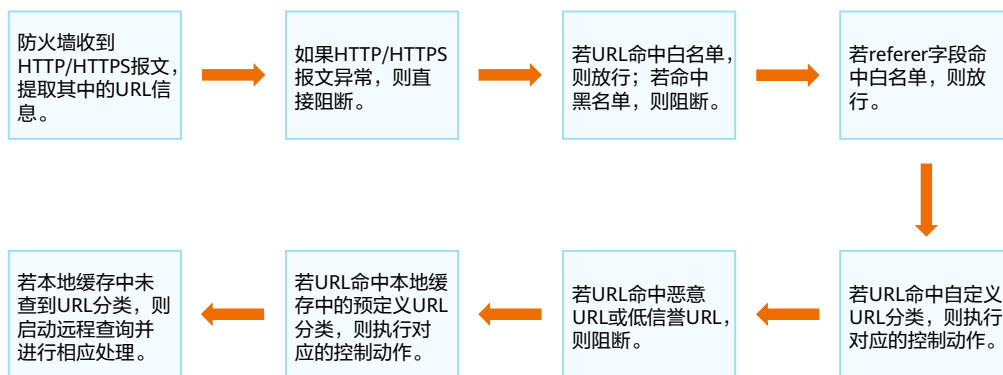 防火墙收到
HTTP/HTTPS报文，
提取其中的URL信
息。
如果HTTP/HTTPS
报文异常，则直
接阻断。
若URL命中白名单，
则放行；若命中
黑名单，则阻断。
若referer字段命
中白名单，则放
行。
若URL命中自定义
URL分类，则执行
对应的控制动作。
若URL命中恶意
URL或低信誉URL，
则阻断。
若URL命中本地缓
存中的预定义URL
分类，则执行对
应的控制动作。
若本地缓存中未
查到URL分类，则
启动远程查询并
进行相应处理。